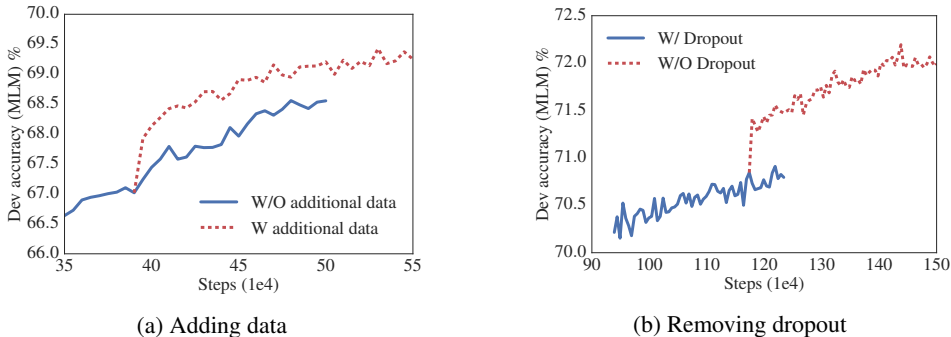 70.0
69.5
69.0
68.5
68.0
67.5
67.0
66.5
66.0
Dev accuracy (MLM) %
W/O additional data
W additional data
35 40 45 50 55
Steps (1e4)
(a) Adding data
72.5
72.0
71.5
71.0
70.5
70.0
Dev accuracy (MLM) %
W/ Dropout
W/O Dropout
90 100 110 120 130 140 150
Steps (1e4)
(b) Removing dropout